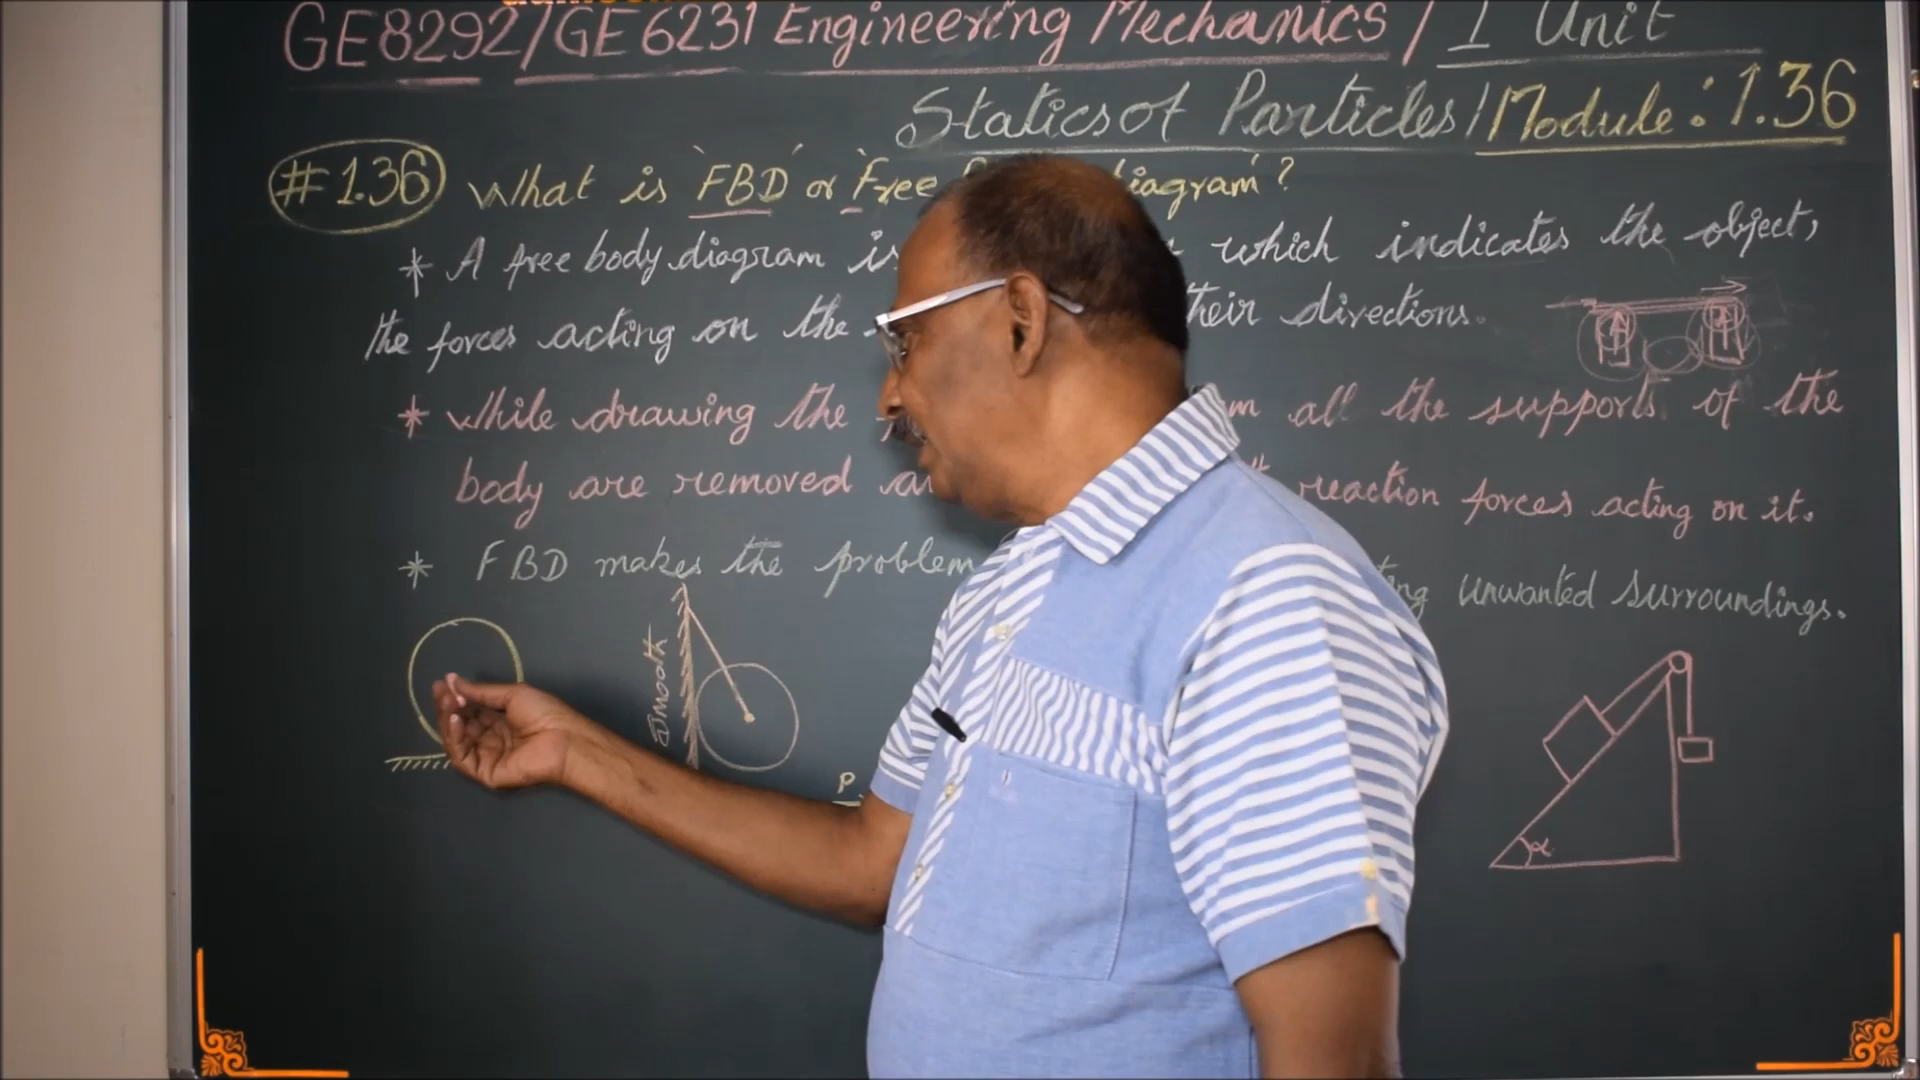 GE8292/GE6231 Engineering Mechanics / I Unit
Statics of Particles / Module: 1.36
#1.36 What is 'FBD' or 'Free diagram'?
* A free body diagram is which indicates the object,
the forces acting on the their directions.
* While drawing the all the supports of the
body are removed reaction forces acting on it.
* FBD makes the problem unwanted surroundings.
smooth
P
α